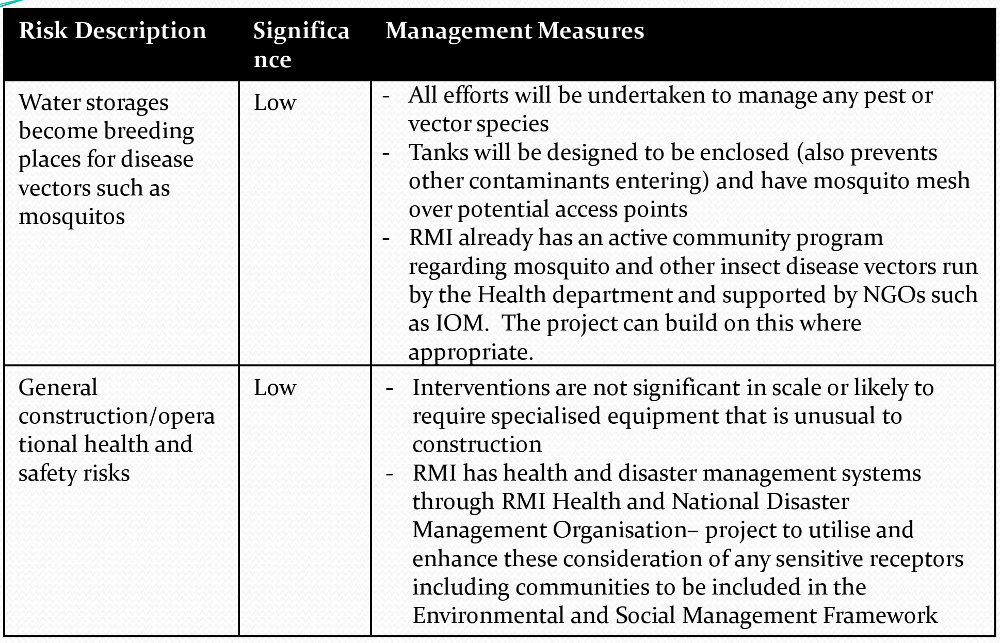 Risk Description
Significa
nce
Management Measures
Water storages
become breeding
places for disease
vectors such as
mosquitos
Low
- All efforts will be undertaken to manage any pest or
vector species
- Tanks will be designed to be enclosed (also prevents
other contaminants entering) and have mosquito mesh
over potential access points
- RMI already has an active community program
regarding mosquito and other insect disease vectors run
by the Health department and supported by NGOs such
as IOM.  The project can build on this where
appropriate.
General
construction/opera
tional health and
safety risks
Low
- Interventions are not significant in scale or likely to
require specialised equipment that is unusual to
construction
- RMI has health and disaster management systems
through RMI Health and National Disaster
Management Organisation– project to utilise and
enhance these consideration of any sensitive receptors
including communities to be included in the
Environmental and Social Management Framework